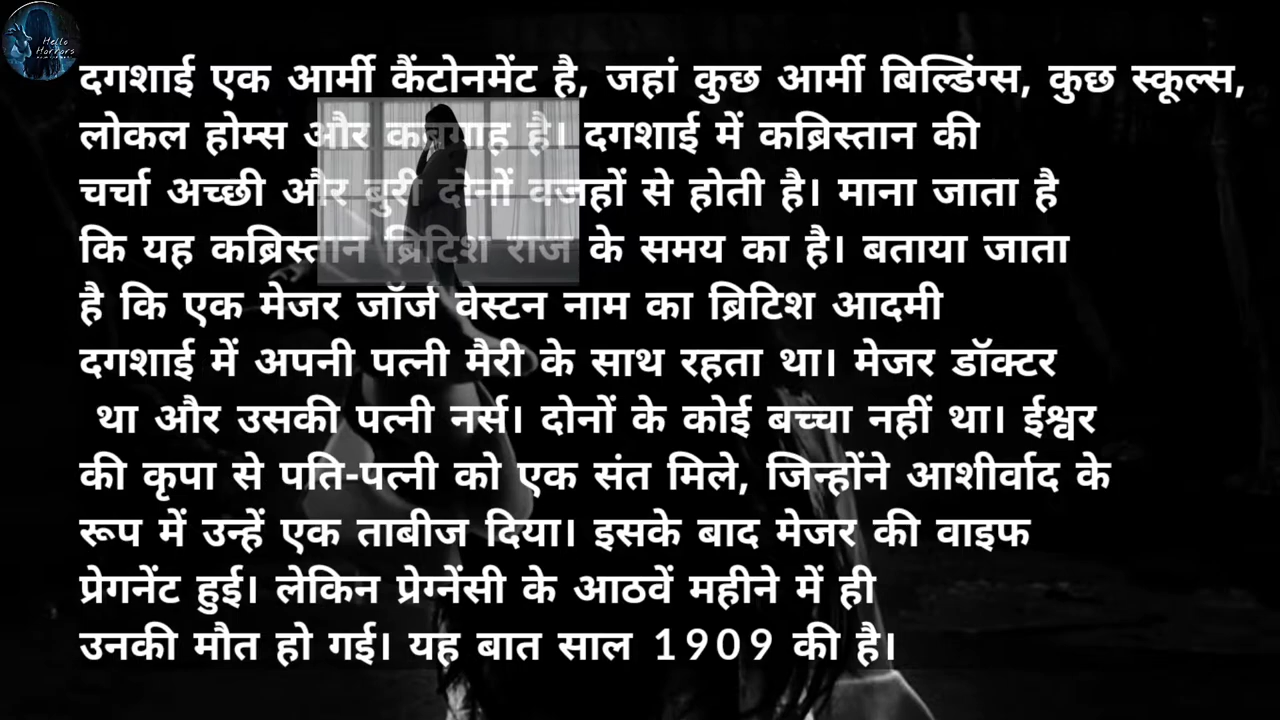 Hello
Horrors
दगशाई एक आर्मी कैंटोनमेंट है, जहां कुछ आर्मी बिल्डिंग्स, कुछ स्कूल्स,
लोकल होम्स और कब्रगाह है। दगशाई में कब्रिस्तान की
चर्चा अच्छी और बुरी दोनों वजहों से होती है। माना जाता है
कि यह कब्रिस्तान ब्रिटिश राज के समय का है। बताया जाता
है कि एक मेजर जॉर्ज वेस्टन नाम का ब्रिटिश आदमी
दगशाई में अपनी पत्नी मैरी के साथ रहता था। मेजर डॉक्टर
था और उसकी पत्नी नर्स। दोनों के कोई बच्चा नहीं था। ईश्वर
की कृपा से पति-पत्नी को एक संत मिले, जिन्होंने आशीर्वाद के
रूप में उन्हें एक ताबीज दिया। इसके बाद मेजर की वाइफ
प्रेगनेंट हुई। लेकिन प्रेग्नेंसी के आठवें महीने में ही
उनकी मौत हो गई। यह बात साल 1909 की है।